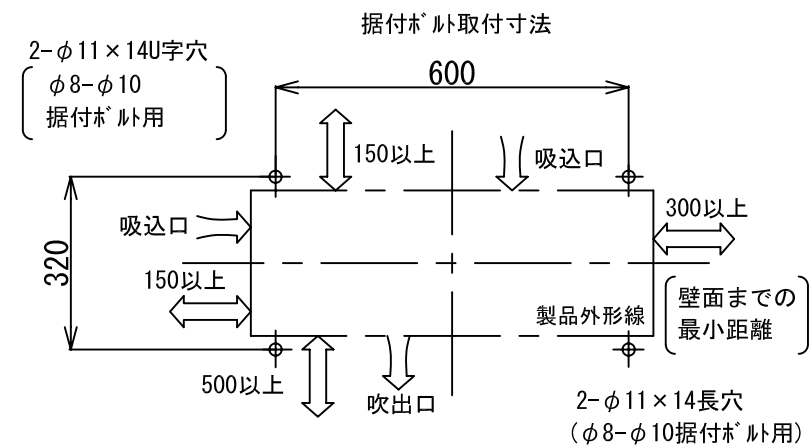 据付ボルト取付寸法
2-φ11×14U字穴
φ8-φ10
据付ボルト用
600
150以上
吸込口
吸込口
300以上
320
150以上
製品外形線
壁面までの
最小距離
500以上
吹出口
2-φ11×14長穴
(φ8-φ10据付ボルト用)